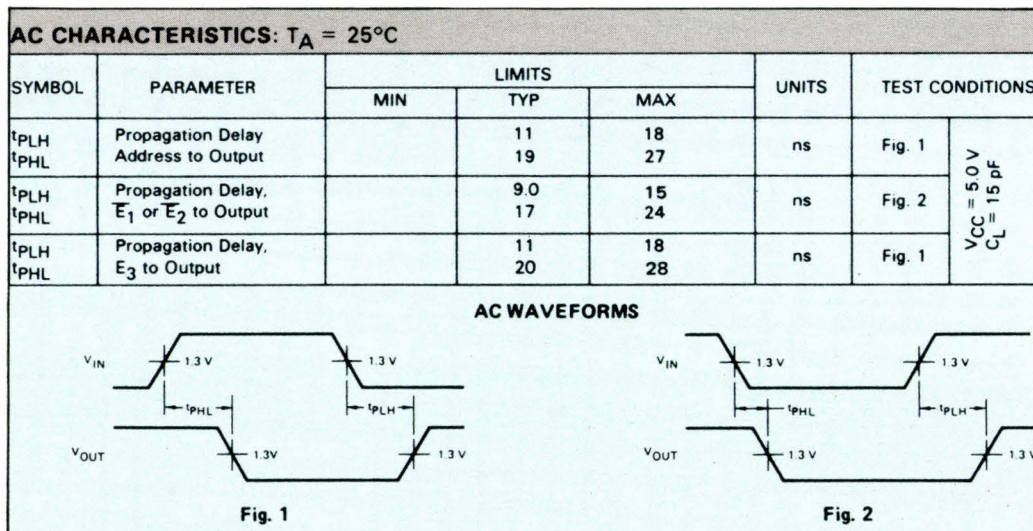 AC CHARACTERISTICS: TA = 25°C
SYMBOL PARAMETER LIMITS UNITS TEST CONDITIONS
MIN TYP MAX
tPLH Propagation Delay 11 18 ns Fig. 1
tPHL Address to Output 19 27
tPLH Propagation Delay, 9.0 15 ns Fig. 2
tPHL E̅1 or E̅2 to Output 17 24
tPLH Propagation Delay, 11 18 ns Fig. 1
tPHL E3 to Output 20 28
VCC = 5.0 V
CL = 15 pF
AC WAVEFORMS
VIN 1.3 V 1.3 V
tPHL tPLH
VOUT 1.3V 1.3 V
Fig. 1
VIN 1.3 V 1.3 V
tPHL tPLH
VOUT 1.3 V 1.3 V
Fig. 2